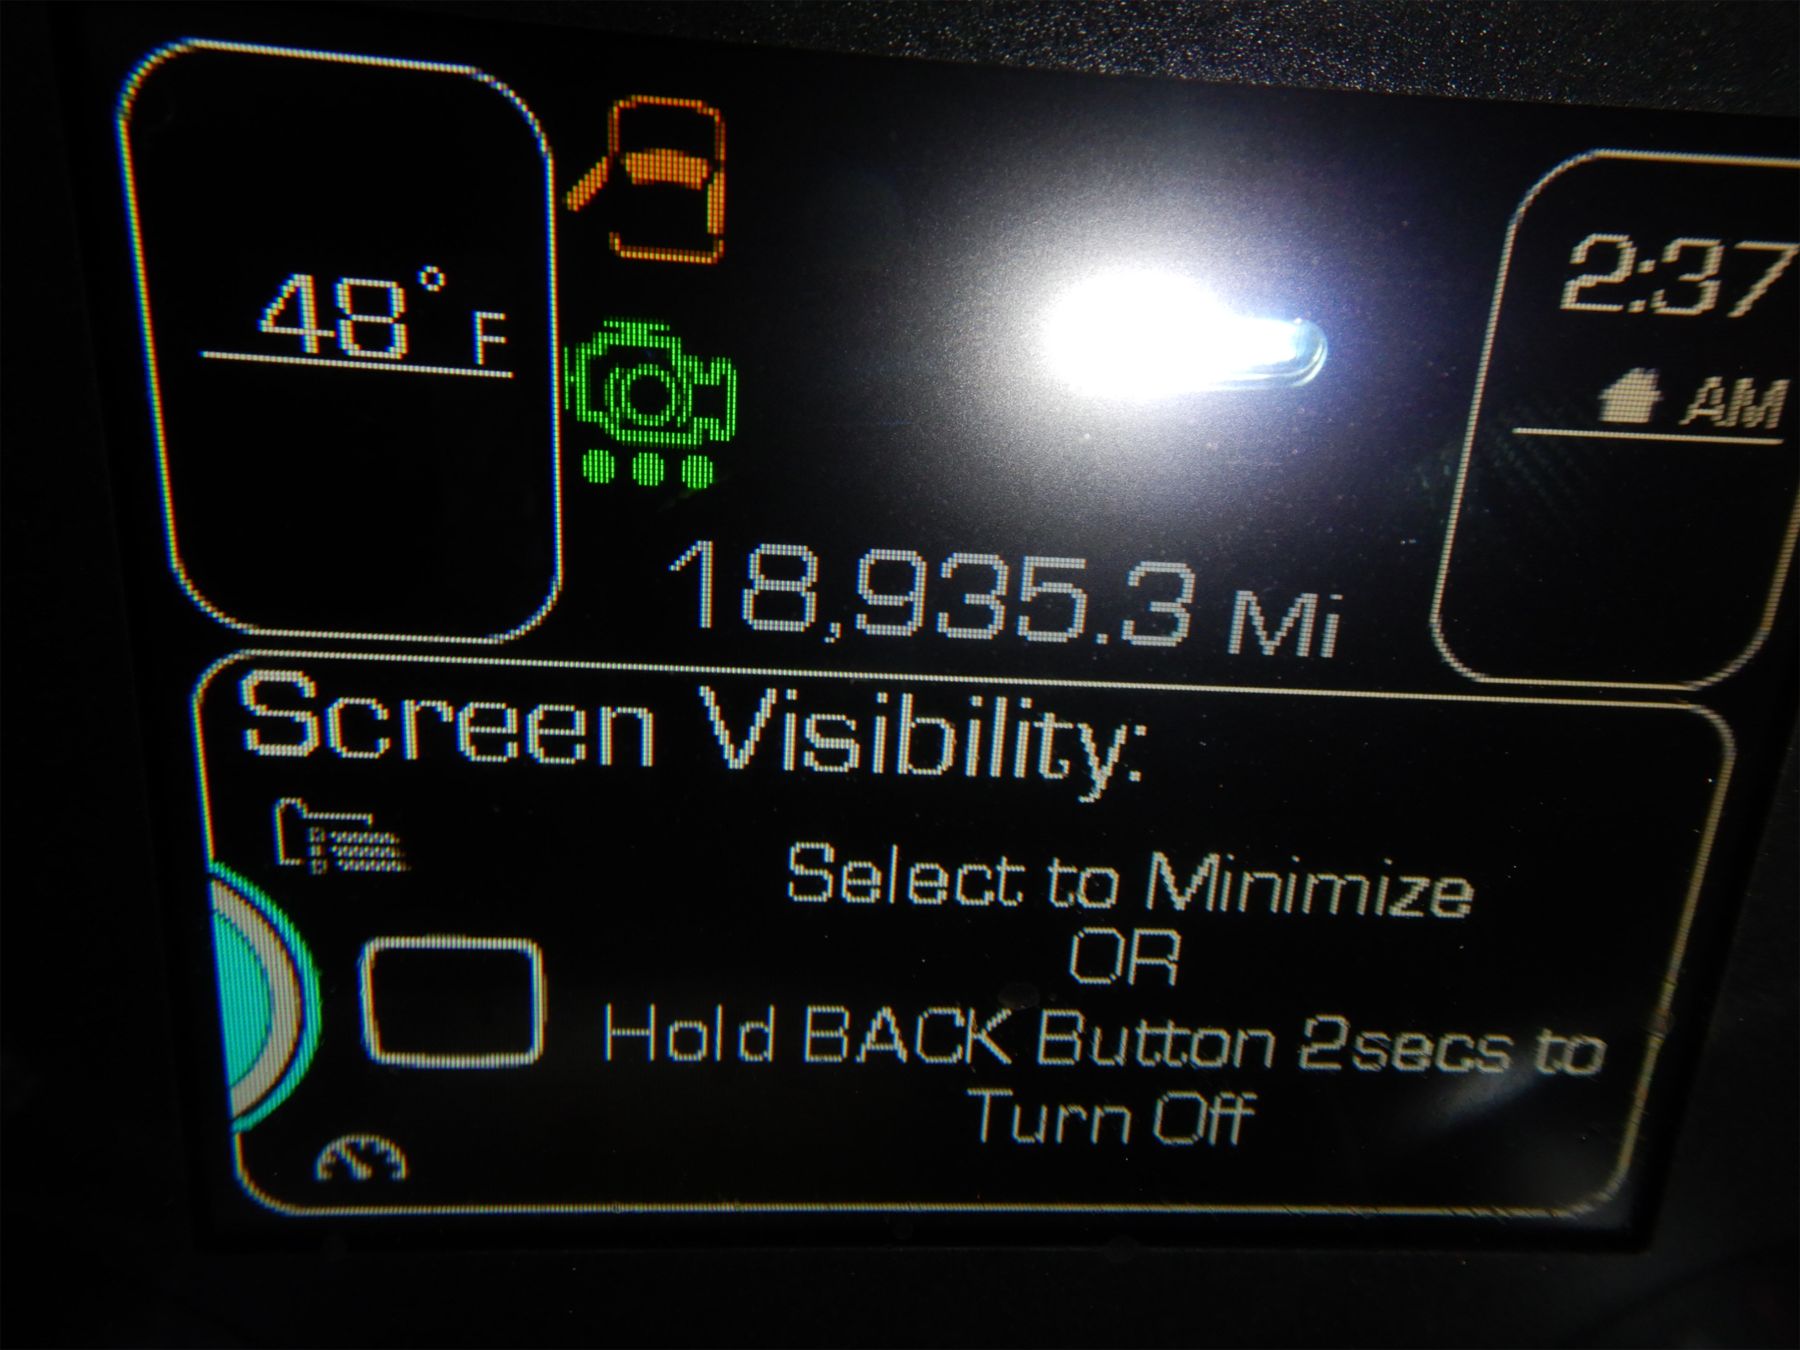 48° F
2:37
AM
18,935.3 Mi
Screen Visibility:
Select to Minimize
OR
Hold BACK Button 2secs to
Turn Off